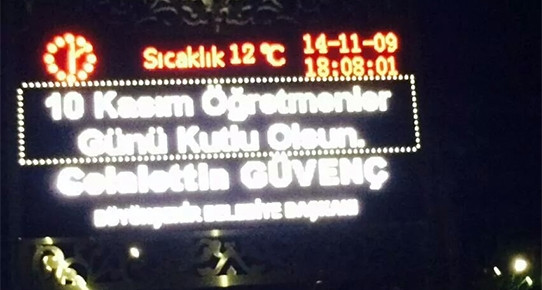 Sıcaklık 12 °C 14-11-09
18:08:01
10 Kasım Öğretmenler
Günü Kutlu Olsun.
Celalettin GÜVENÇ
BÜYÜKŞEHİR BELEDİYE BAŞKANI